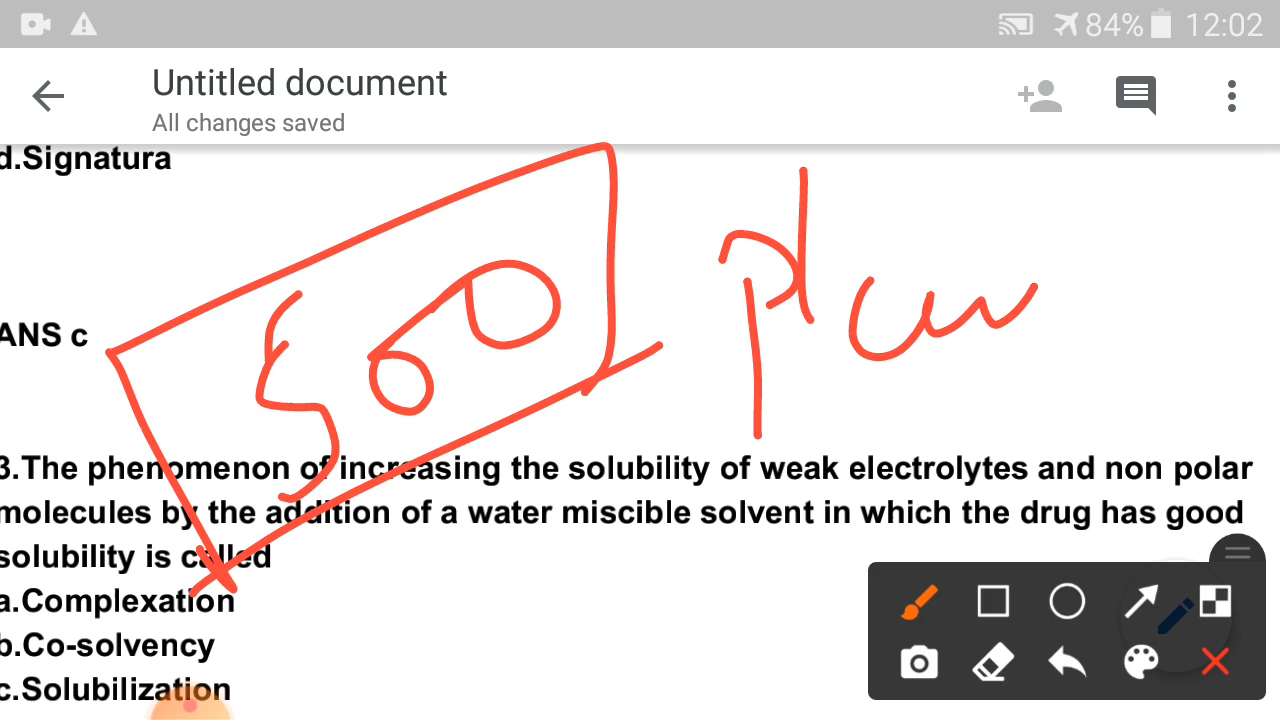 84% 12:02
Untitled document
All changes saved
d.Signatura
ANS c
500
3.The phenomenon of increasing the solubility of weak electrolytes and non polar
molecules by the addition of a water miscible solvent in which the drug has good
solubility is called
a.Complexation
b.Co-solvency
c.Solubilization